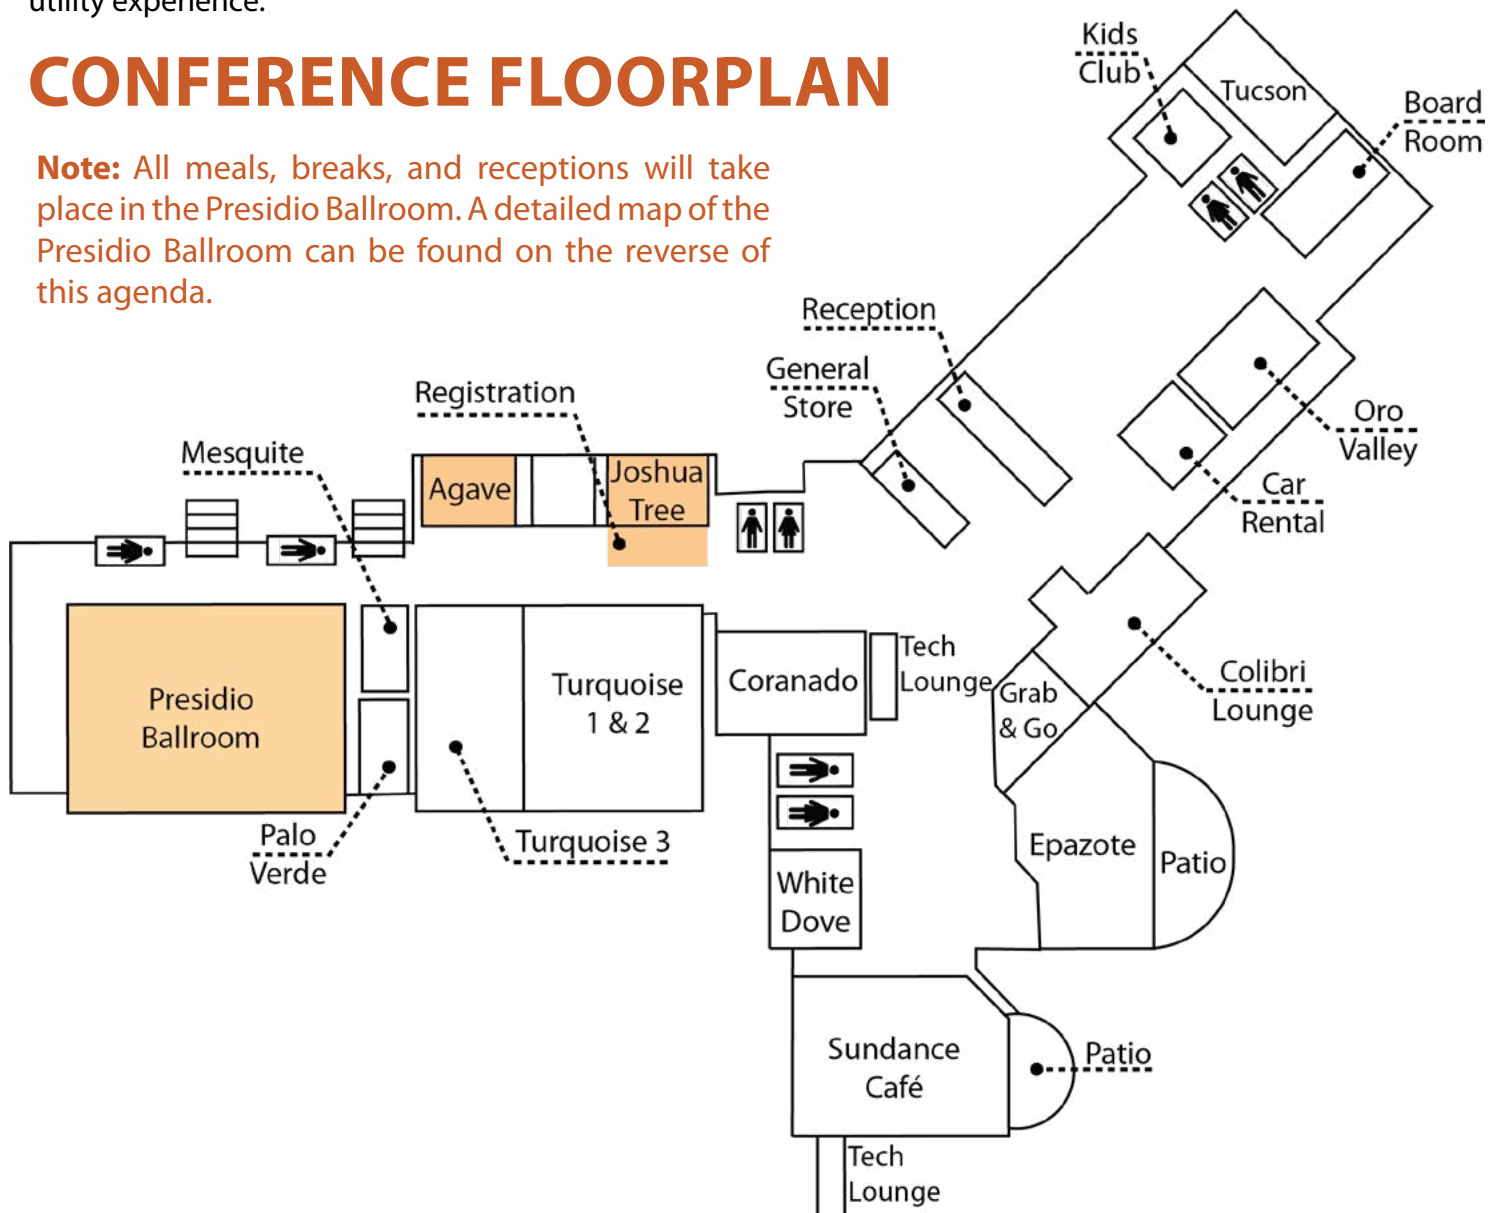 utility experience.
CONFERENCE FLOORPLAN
Note: All meals, breaks, and receptions will take
place in the Presidio Ballroom. A detailed map of the
Presidio Ballroom can be found on the reverse of
this agenda.
Kids
Club
Tucson
Board
Room
Reception
General
Store
Registration
Mesquite
Agave
Joshua
Tree
Oro
Valley
Car
Rental
Presidio
Ballroom
Turquoise
1 & 2
Coranado
Tech
Lounge
Grab
& Go
Colibri
Lounge
Palo
Verde
Turquoise 3
White
Dove
Epazote
Patio
Sundance
Café
Patio
Tech
Lounge